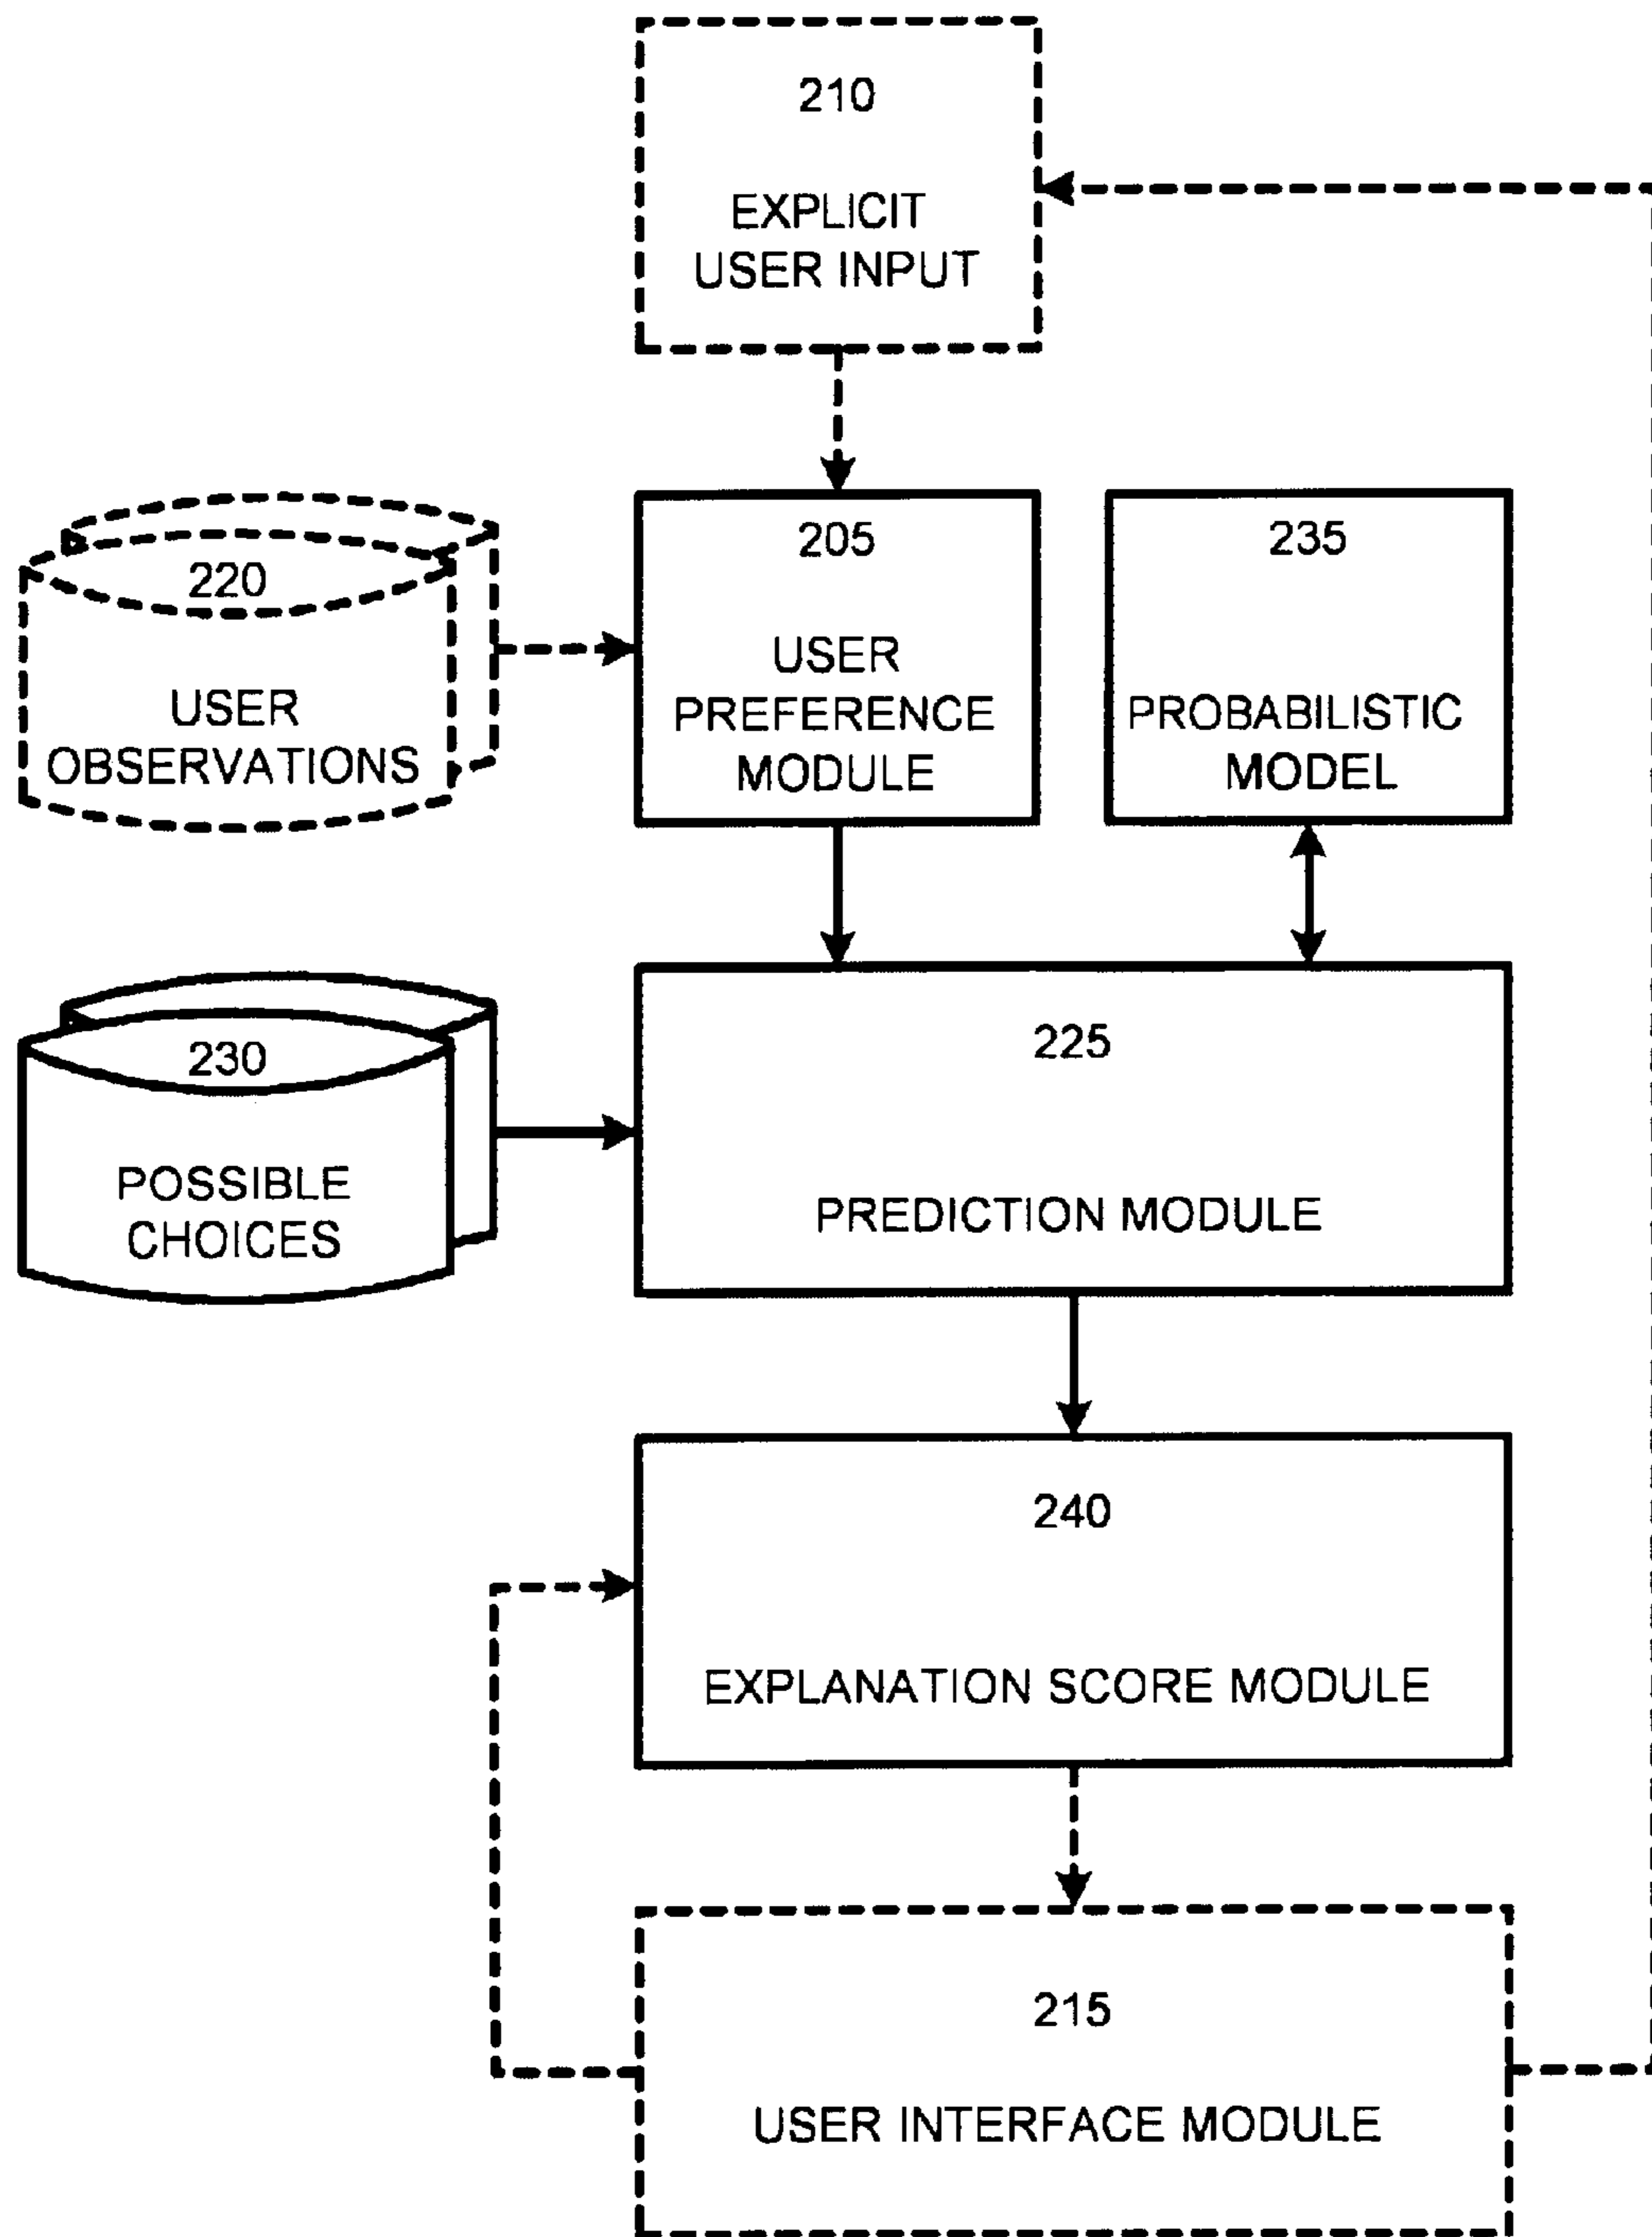 210
EXPLICIT
USER INPUT
220
USER
OBSERVATIONS
205
USER
PREFERENCE
MODULE
235
PROBABILISTIC
MODEL
230
POSSIBLE
CHOICES
225
PREDICTION MODULE
240
EXPLANATION SCORE MODULE
215
USER INTERFACE MODULE